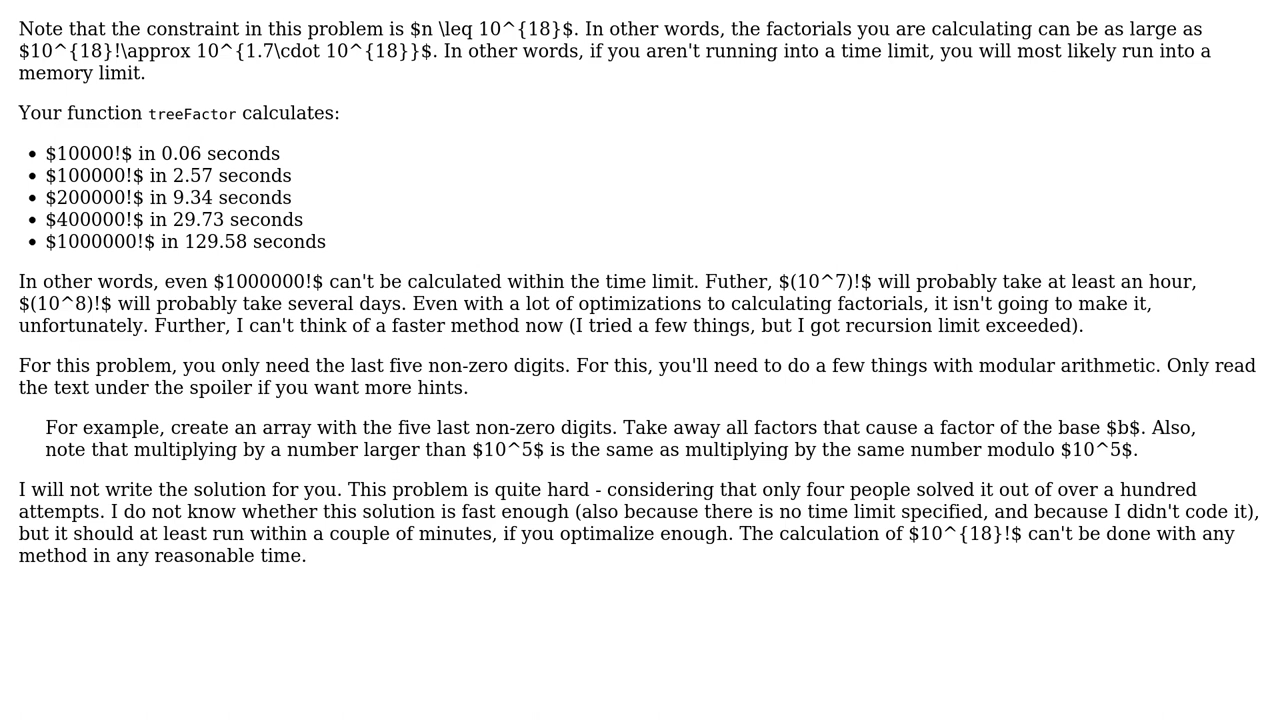 Note that the constraint in this problem is $n \leq 10^{18}$. In other words, the factorials you are calculating can be as large as
$10^{18}!\approx 10^{1.7\cdot 10^{18}}$. In other words, if you aren't running into a time limit, you will most likely run into a
memory limit.
Your function treeFactor calculates:
• $10000!$ in 0.06 seconds
• $100000!$ in 2.57 seconds
• $200000!$ in 9.34 seconds
• $400000!$ in 29.73 seconds
• $1000000!$ in 129.58 seconds
In other words, even $1000000!$ can't be calculated within the time limit. Futher, $(10^7)!$ will probably take at least an hour,
$(10^8)!$ will probably take several days. Even with a lot of optimizations to calculating factorials, it isn't going to make it,
unfortunately. Further, I can't think of a faster method now (I tried a few things, but I got recursion limit exceeded).
For this problem, you only need the last five non-zero digits. For this, you'll need to do a few things with modular arithmetic. Only read
the text under the spoiler if you want more hints.
For example, create an array with the five last non-zero digits. Take away all factors that cause a factor of the base $b$. Also,
note that multiplying by a number larger than $10^5$ is the same as multiplying by the same number modulo $10^5$.
I will not write the solution for you. This problem is quite hard - considering that only four people solved it out of over a hundred
attempts. I do not know whether this solution is fast enough (also because there is no time limit specified, and because I didn't code it),
but it should at least run within a couple of minutes, if you optimalize enough. The calculation of $10^{18}!$ can't be done with any
method in any reasonable time.